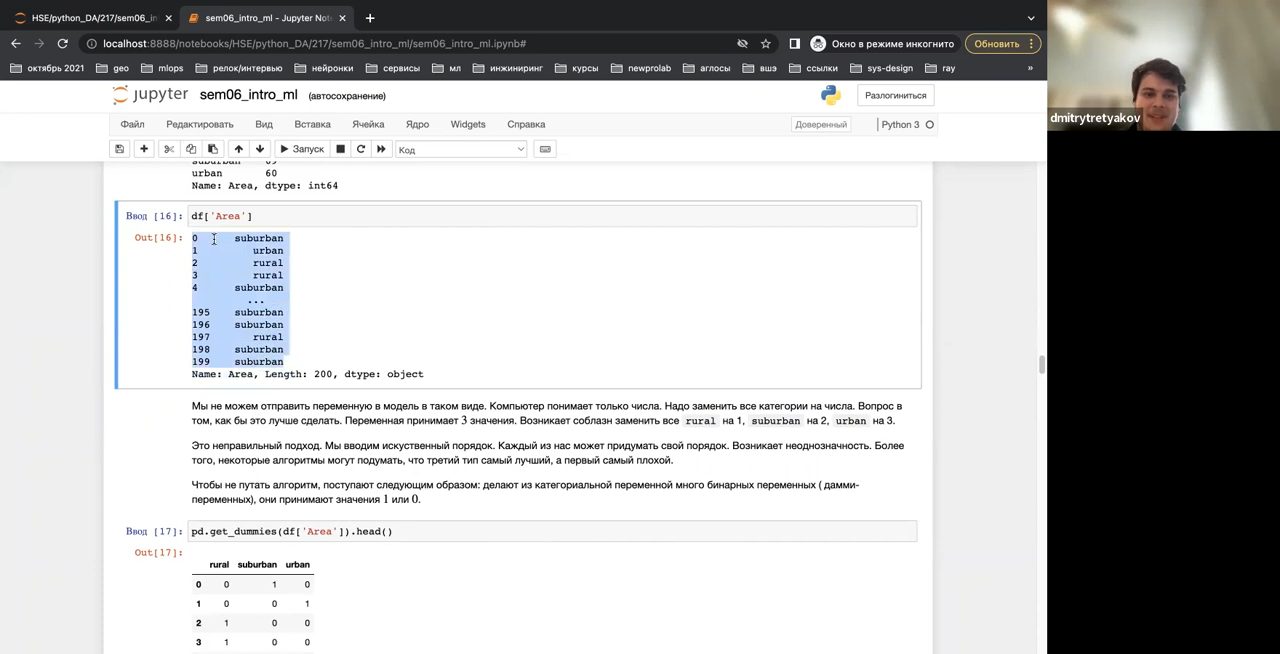 HSE/python_DA/217/sem06_in
sem06_intro_ml - Jupyter Not
localhost:8888/notebooks/HSE/python_DA/217/sem06_intro_ml/sem06_intro_ml.ipynb#
Окно в режиме инкогнито
Обновить
октябрь 2021 geo mlops релок/интервью нейронки сервисы мл инжиниринг курсы newprolab аглосы вшэ ссылки sys-design ray »
jupyter sem06_intro_ml (автосохранение)
Разлогиниться
Файл Редактировать Вид Вставка Ячейка Ядро Widgets Справка
Доверенный Python 3
Запуск Код
suburban 69
urban 60
Name: Area, dtype: int64
Ввод [16]: df['Area']
Out[16]: 0 suburban
1 urban
2 rural
3 rural
4 suburban
...
195 suburban
196 suburban
197 rural
198 suburban
199 suburban
Name: Area, Length: 200, dtype: object
Мы не можем отправить переменную в модель в таком виде. Компьютер понимает только числа. Надо заменить все категории на числа. Вопрос в
том, как бы это лучше сделать. Переменная принимает 3 значения. Возникает соблазн заменить все rural на 1, suburban на 2, urban на 3.
Это неправильный подход. Мы вводим искуственный порядок. Каждый из нас может придумать свой порядок. Возникает неоднозначность. Более
того, некоторые алгоритмы могут подумать, что третий тип самый лучший, а первый самый плохой.
Чтобы не путать алгоритм, поступают следующим образом: делают из категориальной переменной много бинарных переменных ( дамми-
переменных), они принимают значения 1 или 0.
Ввод [17]: pd.get_dummies(df['Area']).head()
Out[17]:
rural suburban urban
0 0 1 0
1 0 0 1
2 1 0 0
3 1 0 0
dmitrytretyakov